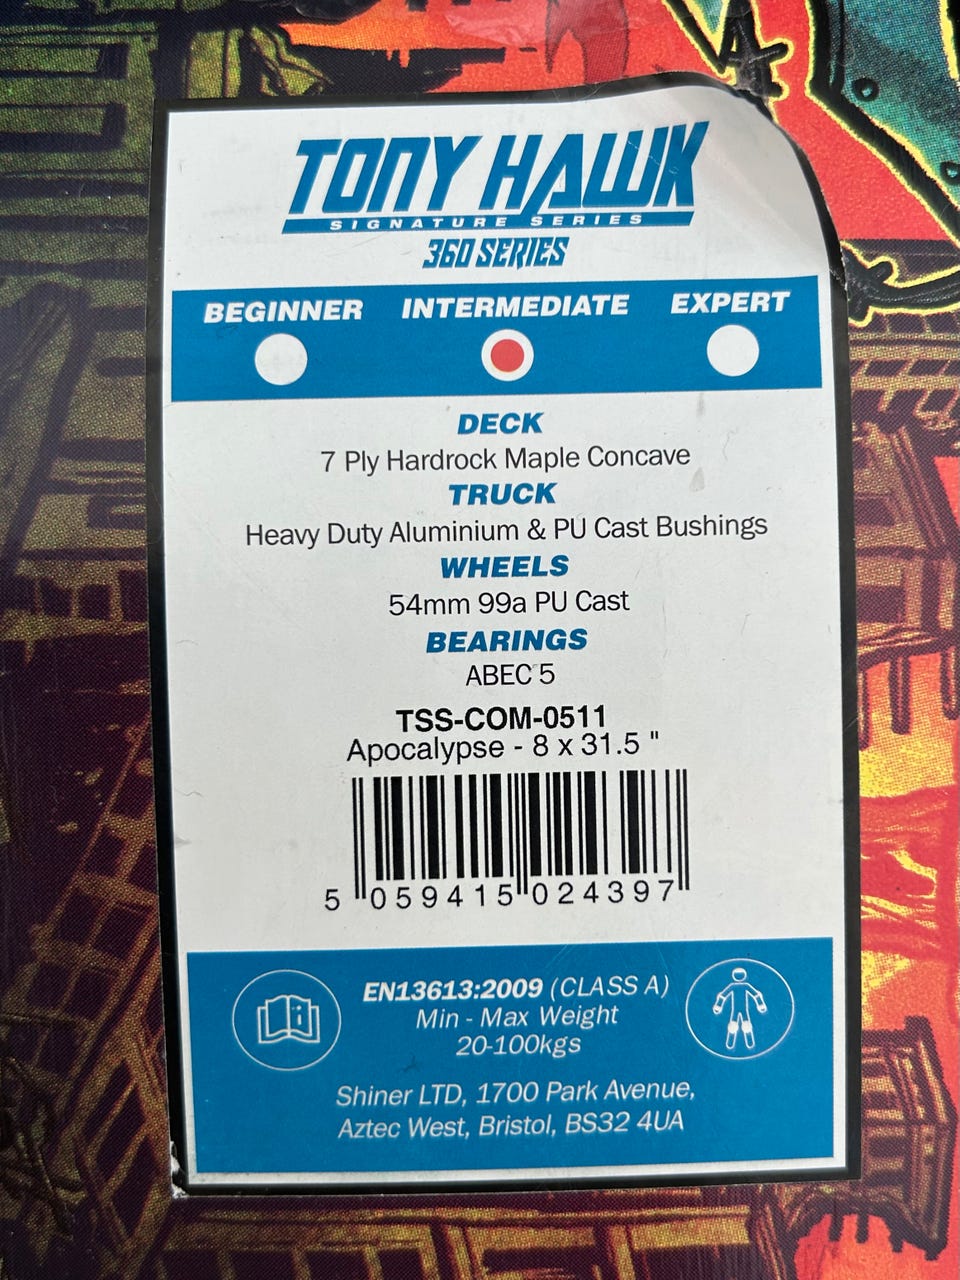 TONY HAWK
SIGNATURE SERIES
360 SERIES
BEGINNER INTERMEDIATE EXPERT
DECK
7 Ply Hardrock Maple Concave
TRUCK
Heavy Duty Aluminium & PU Cast Bushings
WHEELS
54mm 99a PU Cast
BEARINGS
ABEC 5
TSS-COM-0511
Apocalypse - 8 x 31.5 "
5 059415 024397
EN13613:2009 (CLASS A)
Min - Max Weight
20-100kgs
Shiner LTD, 1700 Park Avenue,
Aztec West, Bristol, BS32 4UA